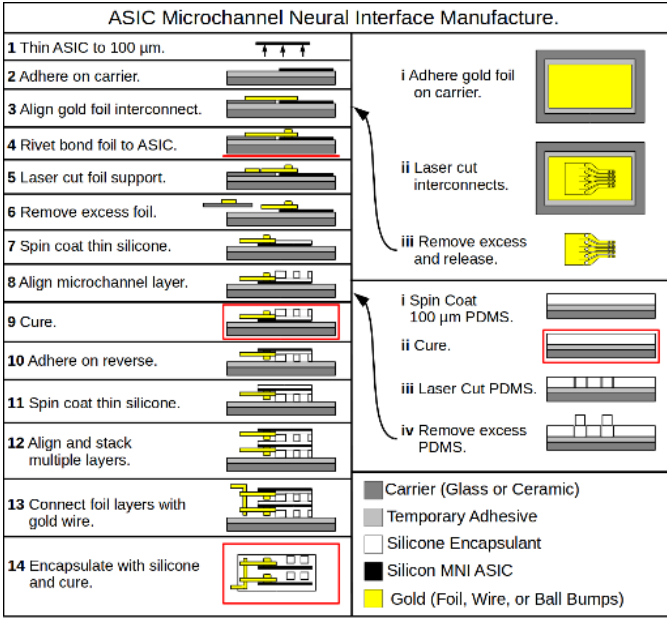 ASIC Microchannel Neural Interface Manufacture.
1 Thin ASIC to 100 µm.
2 Adhere on carrier.
3 Align gold foil interconnect.
4 Rivet bond foil to ASIC.
5 Laser cut foil support.
6 Remove excess foil.
7 Spin coat thin silicone.
8 Align microchannel layer.
9 Cure.
10 Adhere on reverse.
11 Spin coat thin silicone.
12 Align and stack
multiple layers.
13 Connect foil layers with
gold wire.
14 Encapsulate with silicone
and cure.
i Adhere gold foil
on carrier.
ii Laser cut
interconnects.
iii Remove excess
and release.
i Spin Coat
100 µm PDMS.
ii Cure.
iii Laser Cut PDMS.
iv Remove excess
PDMS.
Carrier (Glass or Ceramic)
Temporary Adhesive
Silicone Encapsulant
Silicon MNI ASIC
Gold (Foil, Wire, or Ball Bumps)